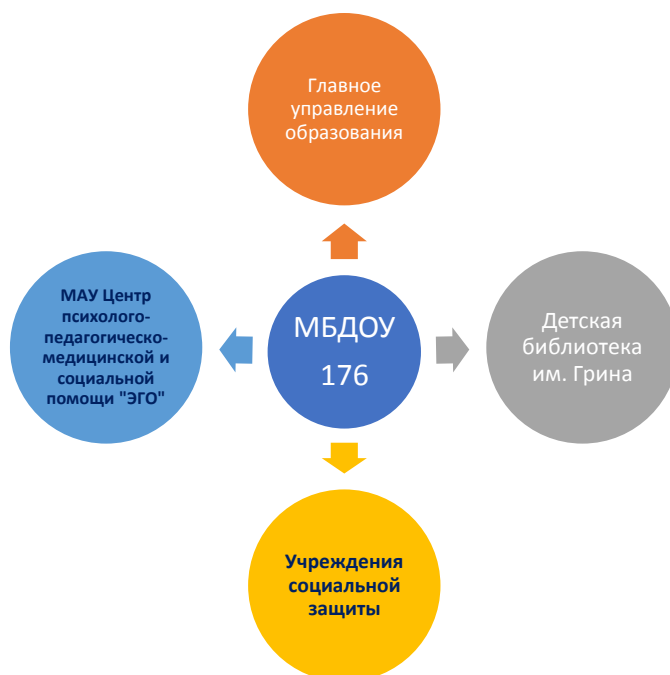 Главное
управление
образования
МАУ Центр
психолого-
педагогическо-
медицинской и
социальной
помощи "ЭГО"
МБДОУ
176
Детская
библиотека
им. Грина
Учреждения
социальной
защиты